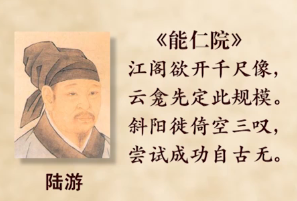 《能仁院》
江阁欲开千尺像，
云龛先定此规模。
斜阳徙倚空三叹，
尝试成功自古无。
陆游